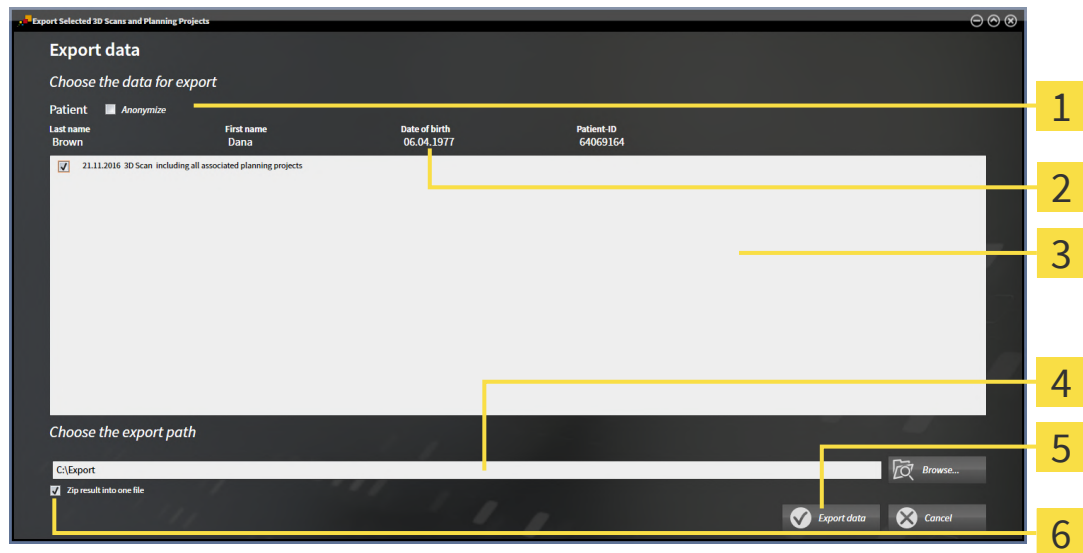 Export Selected 3D Scans and Planning Projects
Export data
Choose the data for export
Patient Anonymize
1
Last name First name Date of birth Patient-ID
Brown Dana 06.04.1977 64069164
21.11.2016 3D Scan including all associated planning projects
2
3
4
Choose the export path
5
C:\Export Browse...
Zip result into one file
Export data Cancel
6